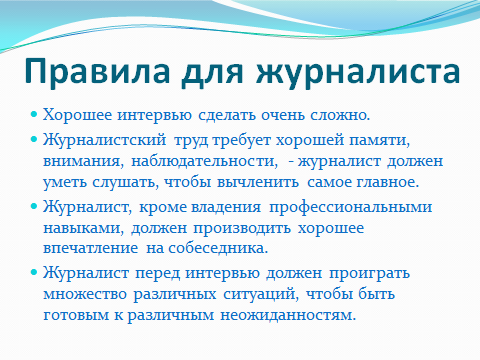 Правила для журналиста
Хорошее интервью сделать очень сложно.
Журналистский труд требует хорошей памяти,
внимания, наблюдательности, - журналист должен
уметь слушать, чтобы вычленить самое главное.
Журналист, кроме владения профессиональными
навыками, должен производить хорошее
впечатление на собеседника.
Журналист перед интервью должен проиграть
множество различных ситуаций, чтобы быть
готовым к различным неожиданностям.